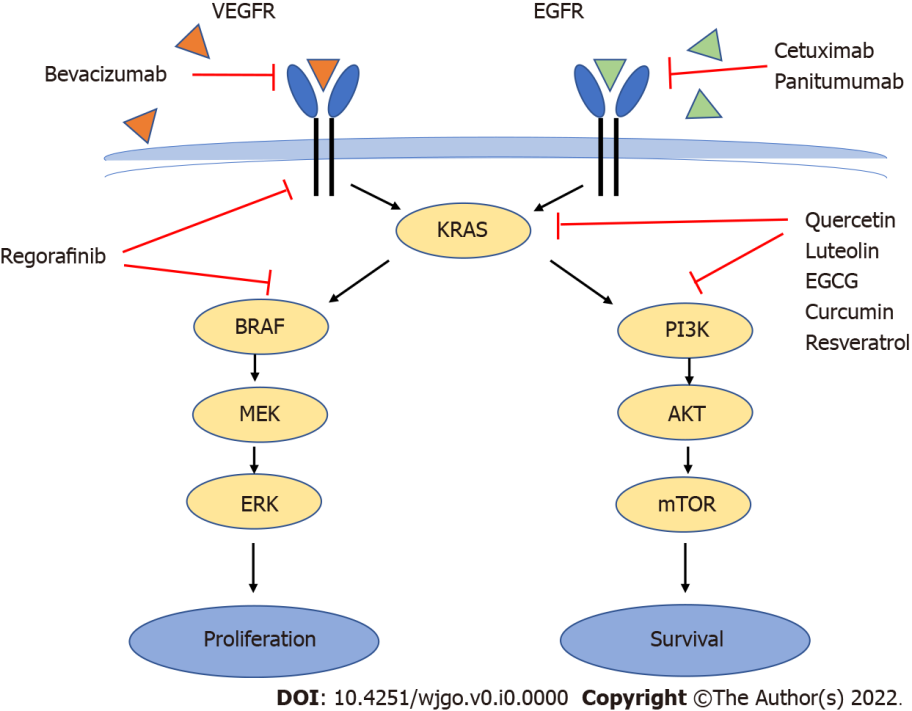 VEGFR
EGFR
Bevacizumab
Cetuximab
Panitumumab
KRAS
Regorafinib
Quercetin
Luteolin
EGCG
Curcumin
Resveratrol
BRAF
PI3K
MEK
AKT
ERK
mTOR
Proliferation
Survival
DOI: 10.4251/wjgo.v0.i0.0000 Copyright ©The Author(s) 2022.